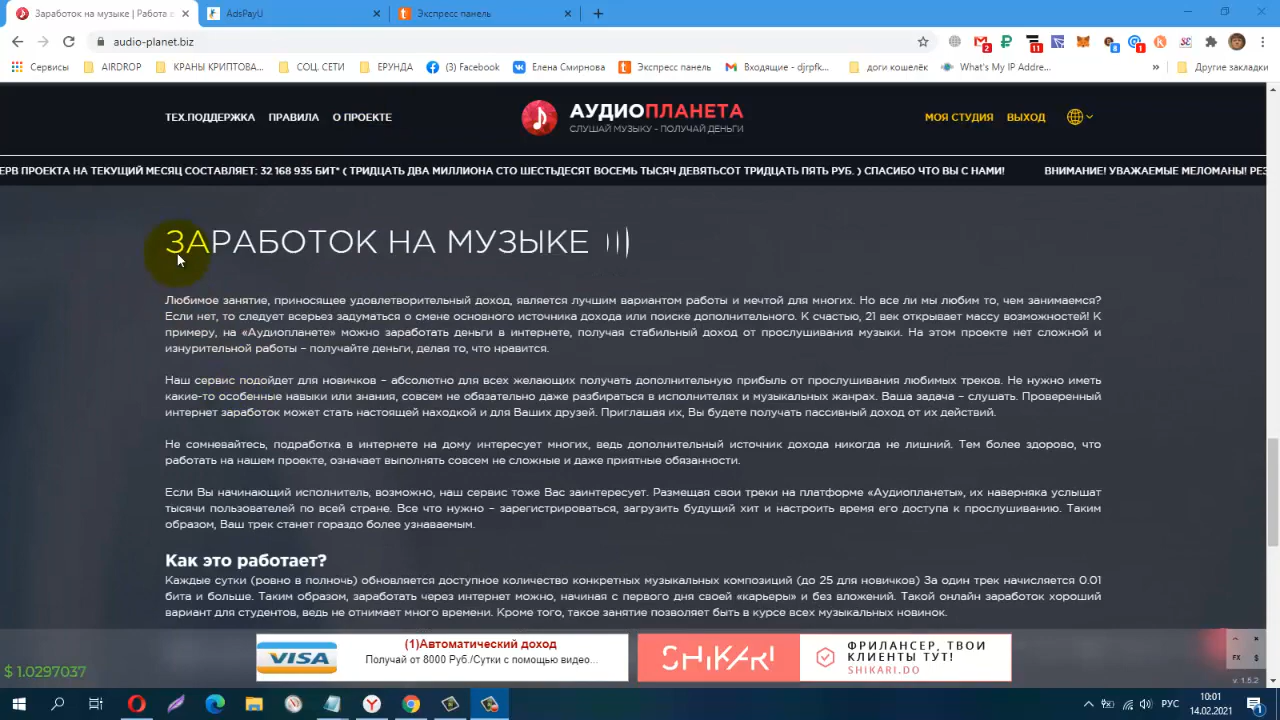 Заработок на музыке | Работа с
AdsPayU
Экспресс панель
audio-planet.biz
2
11
8
1
Сервисы
AIRDROP
КРАНЫ КРИПТОВА...
СОЦ. СЕТИ
ЕРУНДА
(3) Facebook
Елена Смирнова
Экспресс панель
Входящие - djrpfk...
доги кошелёк
What's My IP Addre...
»
Другие закладки
ТЕХ.ПОДДЕРЖКА
ПРАВИЛА
О ПРОЕКТЕ
АУДИОПЛАНЕТА
СЛУШАЙ МУЗЫКУ - ПОЛУЧАЙ ДЕНЬГИ
МОЯ СТУДИЯ
ВЫХОД
ЕРВ ПРОЕКТА НА ТЕКУЩИЙ МЕСЯЦ СОСТАВЛЯЕТ: 32 168 935 БИТ* ( ТРИДЦАТЬ ДВА МИЛЛИОНА СТО ШЕСТЬДЕСЯТ ВОСЕМЬ ТЫСЯЧ ДЕВЯТЬСОТ ТРИДЦАТЬ ПЯТЬ РУБ. ) СПАСИБО ЧТО ВЫ С НАМИ! ВНИМАНИЕ! УВАЖАЕМЫЕ МЕЛОМАНЫ! РЕЗ
ЗАРАБОТОК НА МУЗЫКЕ
Любимое занятие, приносящее удовлетворительный доход, является лучшим вариантом работы и мечтой для многих. Но все ли мы любим то, чем занимаемся?
Если нет, то следует всерьез задуматься о смене основного источника дохода или поиске дополнительного. К счастью, 21 век открывает массу возможностей! К
примеру, на «Аудиопланете» можно заработать деньги в интернете, получая стабильный доход от прослушивания музыки. На этом проекте нет сложной и
изнурительной работы – получайте деньги, делая то, что нравится.
Наш сервис подойдет для новичков – абсолютно для всех желающих получать дополнительную прибыль от прослушивания любимых треков. Не нужно иметь
какие-то особенные навыки или знания, совсем не обязательно даже разбираться в исполнителях и музыкальных жанрах. Ваша задача – слушать. Проверенный
интернет заработок может стать настоящей находкой и для Ваших друзей. Приглашая их, Вы будете получать пассивный доход от их действий.
Не сомневайтесь, подработка в интернете на дому интересует многих, ведь дополнительный источник дохода никогда не лишний. Тем более здорово, что
работать на нашем проекте, означает выполнять совсем не сложные и даже приятные обязанности.
Если Вы начинающий исполнитель, возможно, наш сервис тоже Вас заинтересует. Размещая свои треки на платформе «Аудиопланеты», их наверняка услышат
тысячи пользователей по всей стране. Все что нужно – зарегистрироваться, загрузить будущий хит и настроить время его доступа к прослушиванию. Таким
образом, Ваш трек станет гораздо более узнаваемым.
Как это работает?
Каждые сутки (ровно в полночь) обновляется доступное количество конкретных музыкальных композиций (до 25 для новичков) За один трек начисляется 0.01
бита и больше. Таким образом, заработать через интернет можно, начиная с первого дня своей «карьеры» и без вложений. Такой онлайн заработок хороший
вариант для студентов, ведь не отнимает много времени. Кроме того, такое занятие позволяет быть в курсе всех музыкальных новинок.
$ 1.0297037
VISA
(1)Автоматический доход
Получай от 8000 Руб./Сутки с помощью видео...
SHIKARI
ФРИЛАНСЕР, ТВОИ
КЛИЕНТЫ ТУТ!
SHIKARI.DO
FX
$
v. 1.5.2
РУС
10:01
14.02.2021
1